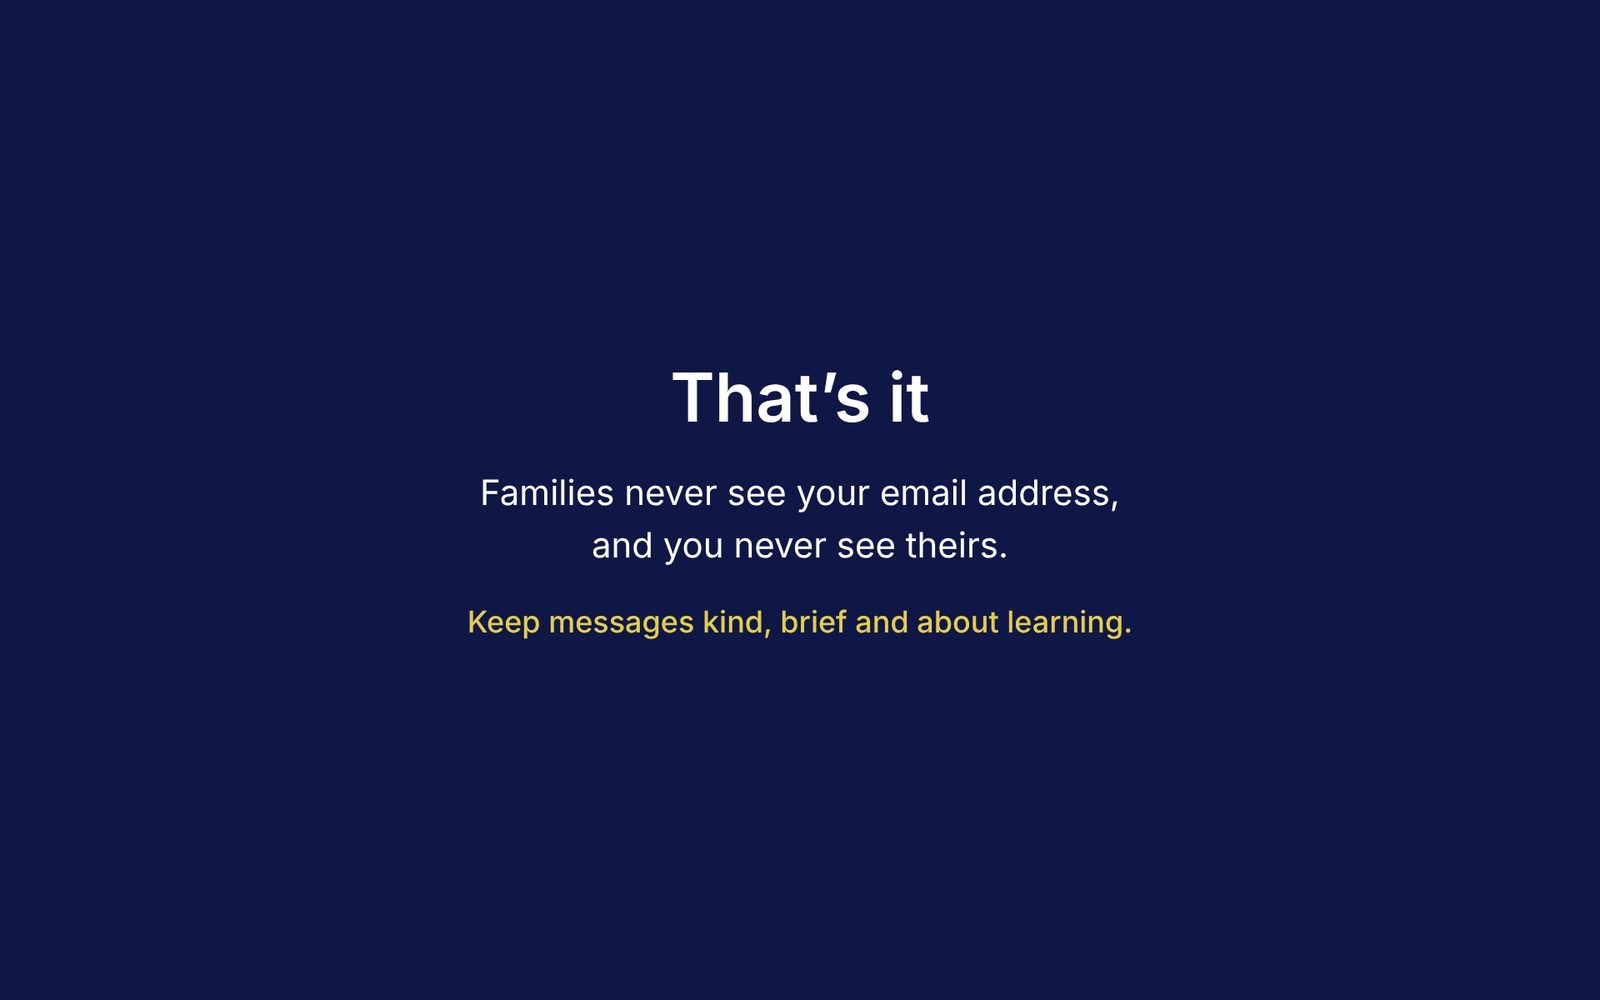 That’s it
Families never see your email address,
and you never see theirs.
Keep messages kind, brief and about learning.